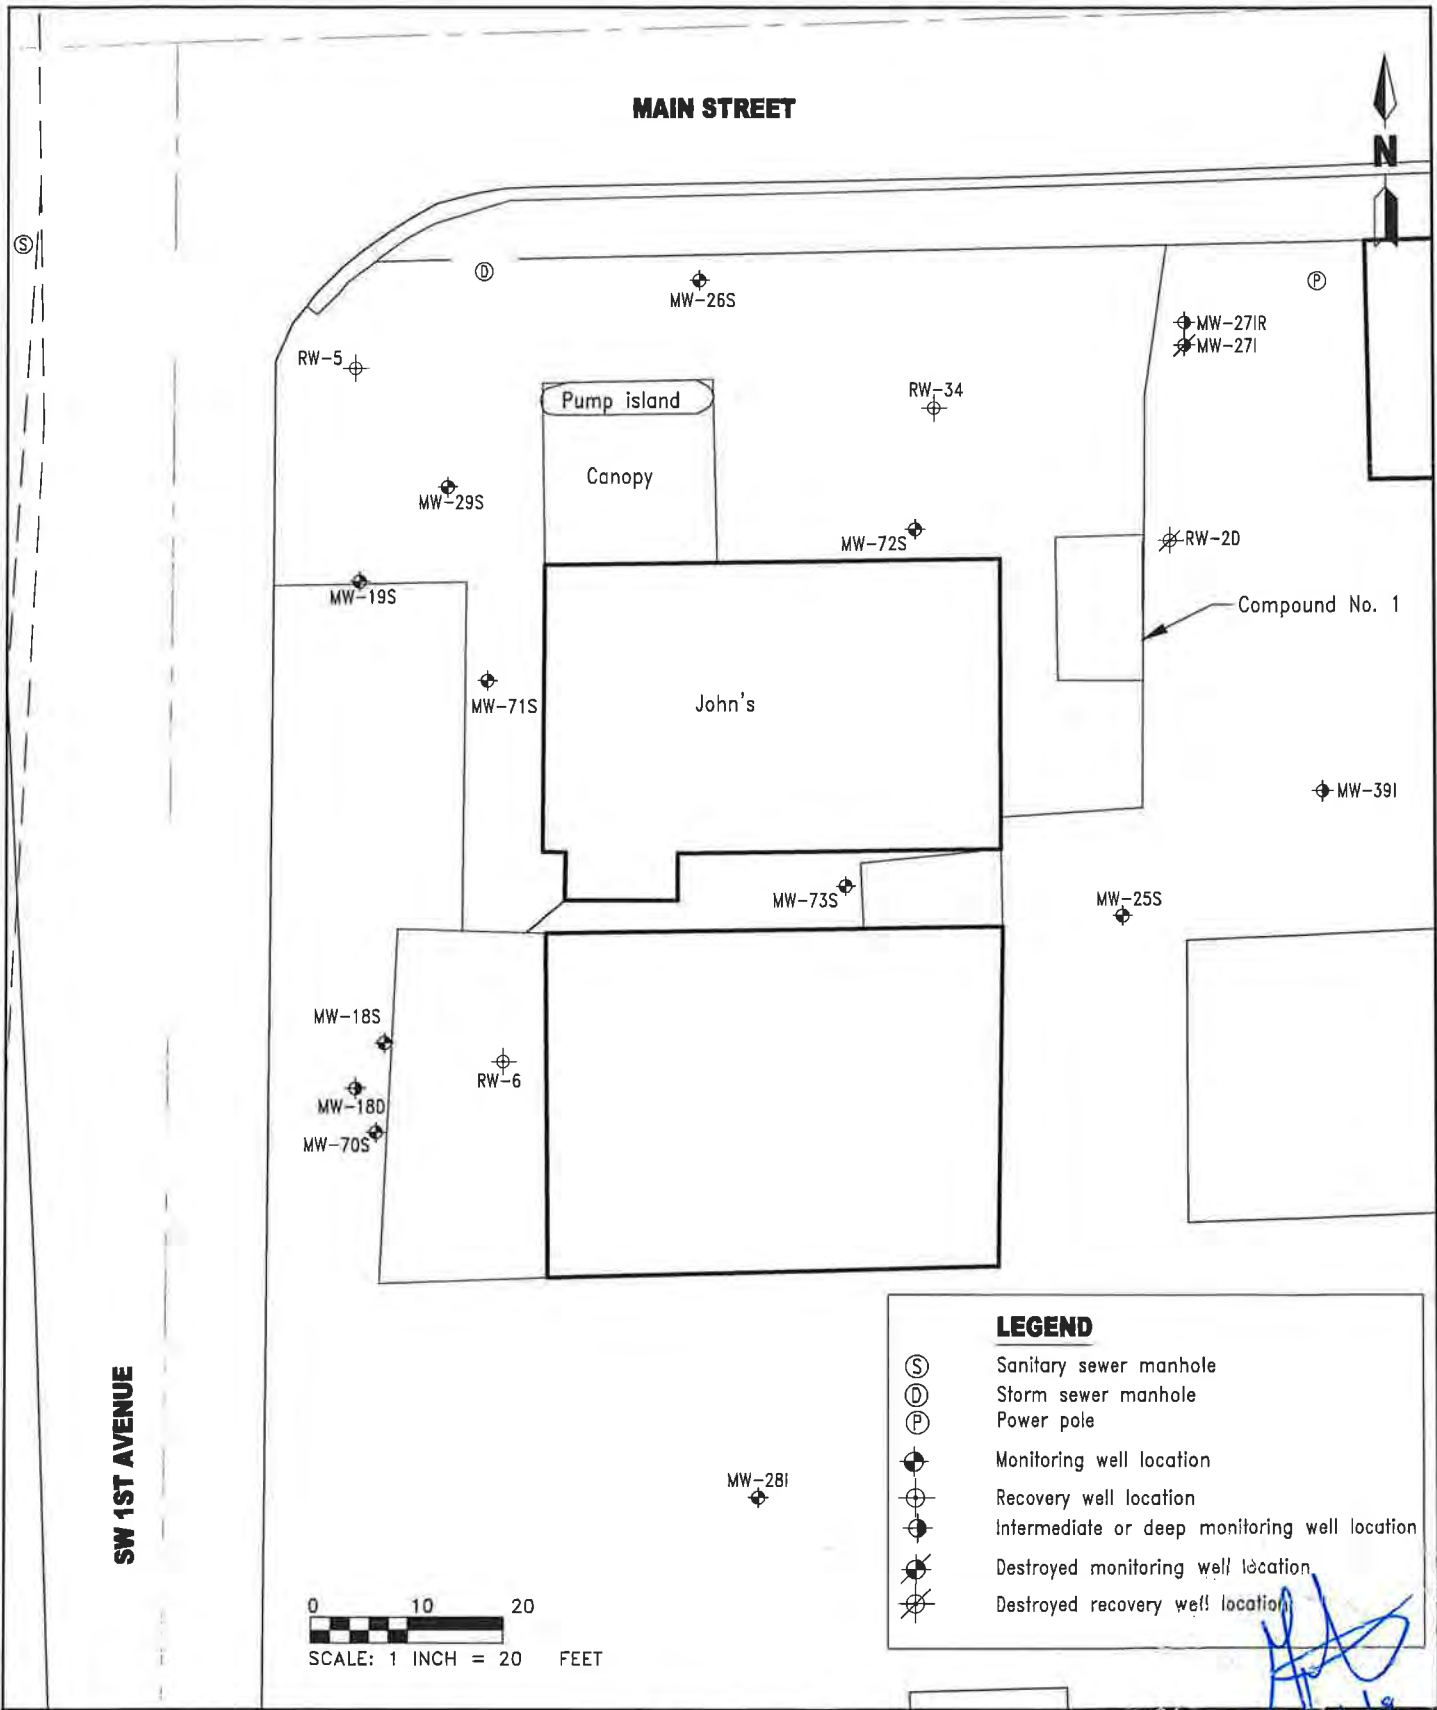 MAIN STREET
N
S
D
MW-26S
P
MW-27IR
MW-27I
RW-5
RW-34
Pump island
Canopy
MW-29S
MW-72S
RW-2D
MW-19S
Compound No. 1
MW-71S
John's
MW-39I
MW-73S
MW-25S
MW-18S
RW-6
MW-18D
MW-70S
SW 1ST AVENUE
MW-28I
LEGEND
S Sanitary sewer manhole
D Storm sewer manhole
P Power pole
Monitoring well location
Recovery well location
Intermediate or deep monitoring well location
Destroyed monitoring well location
Destroyed recovery well location
0 10 20
SCALE: 1 INCH = 20 FEET